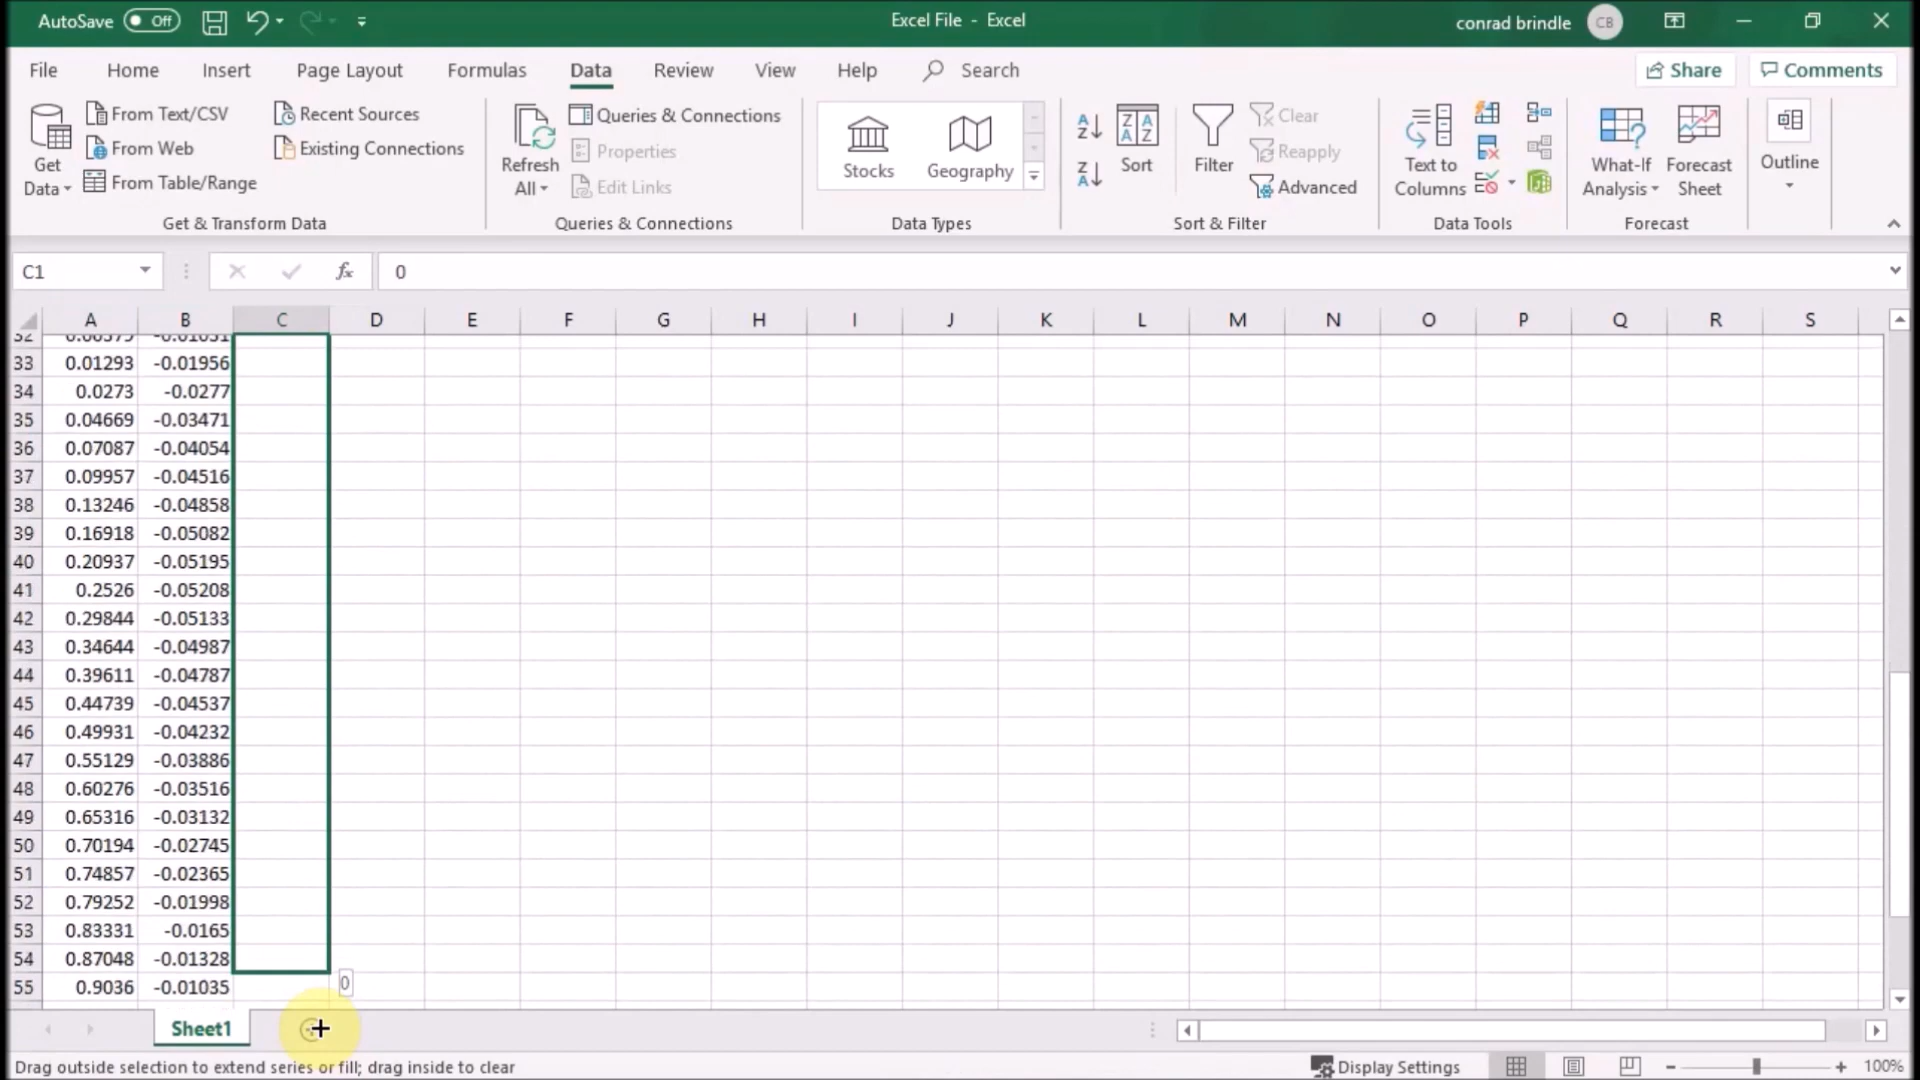 AutoSave Off
Excel File - Excel
conrad brindle CB
File Home Insert Page Layout Formulas Data Review View Help Search Share Comments
Get Data
From Text/CSV
From Web
From Table/Range
Recent Sources
Existing Connections
Get & Transform Data
Refresh All
Queries & Connections
Properties
Edit Links
Queries & Connections
Stocks
Geography
Data Types
Sort
Filter
Clear
Reapply
Advanced
Sort & Filter
Text to Columns
Data Tools
What-If Analysis
Forecast Sheet
Forecast
Outline
C1 fx 0
A B C D E F G H I J K L M N O P Q R S
33 0.01293 -0.01956
34 0.0273 -0.0277
35 0.04669 -0.03471
36 0.07087 -0.04054
37 0.09957 -0.04516
38 0.13246 -0.04858
39 0.16918 -0.05082
40 0.20937 -0.05195
41 0.2526 -0.05208
42 0.29844 -0.05133
43 0.34644 -0.04987
44 0.39611 -0.04787
45 0.44739 -0.04537
46 0.49931 -0.04232
47 0.55129 -0.03886
48 0.60276 -0.03516
49 0.65316 -0.03132
50 0.70194 -0.02745
51 0.74857 -0.02365
52 0.79252 -0.01998
53 0.83331 -0.0165
54 0.87048 -0.01328
55 0.9036 -0.01035
0
Sheet1
Drag outside selection to extend series or fill; drag inside to clear
Display Settings
100%